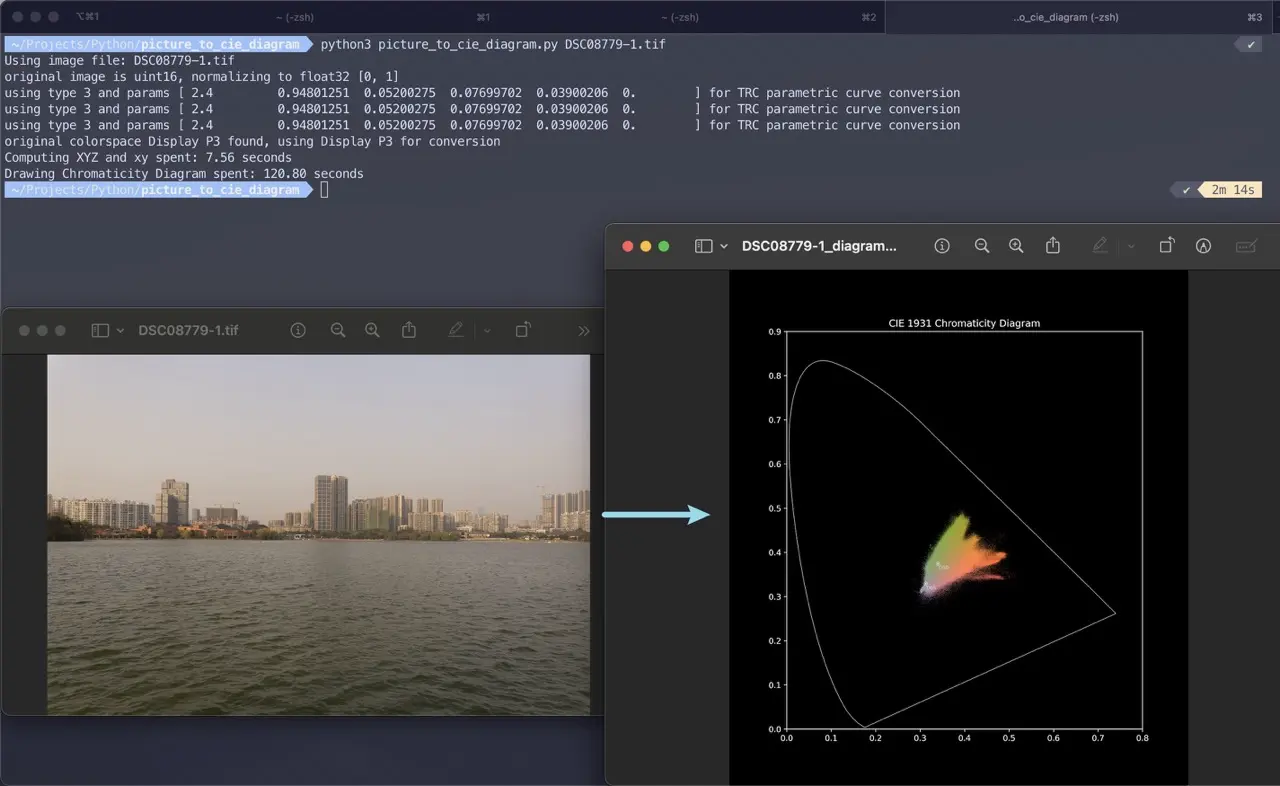 ⌥⌘1
~ (-zsh)
⌘1
~ (-zsh)
⌘2
..o_cie_diagram (-zsh)
⌘3
~/Projects/Python/picture_to_cie_diagram python3 picture_to_cie_diagram.py DSC08779-1.tif ✔
Using image file: DSC08779-1.tif
original image is uint16, normalizing to float32 [0, 1]
using type 3 and params [ 2.4 0.94801251 0.05200275 0.07699702 0.03900206 0. ] for TRC parametric curve conversion
using type 3 and params [ 2.4 0.94801251 0.05200275 0.07699702 0.03900206 0. ] for TRC parametric curve conversion
using type 3 and params [ 2.4 0.94801251 0.05200275 0.07699702 0.03900206 0. ] for TRC parametric curve conversion
original colorspace Display P3 found, using Display P3 for conversion
Computing XYZ and xy spent: 7.56 seconds
Drawing Chromaticity Diagram spent: 120.80 seconds
~/Projects/Python/picture_to_cie_diagram ✔ 2m 14s
DSC08779-1_diagram...
DSC08779-1.tif
CIE 1931 Chromaticity Diagram
0.9
0.8
0.7
0.6
0.5
0.4
0.3
0.2
0.1
0.0
0.0 0.1 0.2 0.3 0.4 0.5 0.6 0.7 0.8